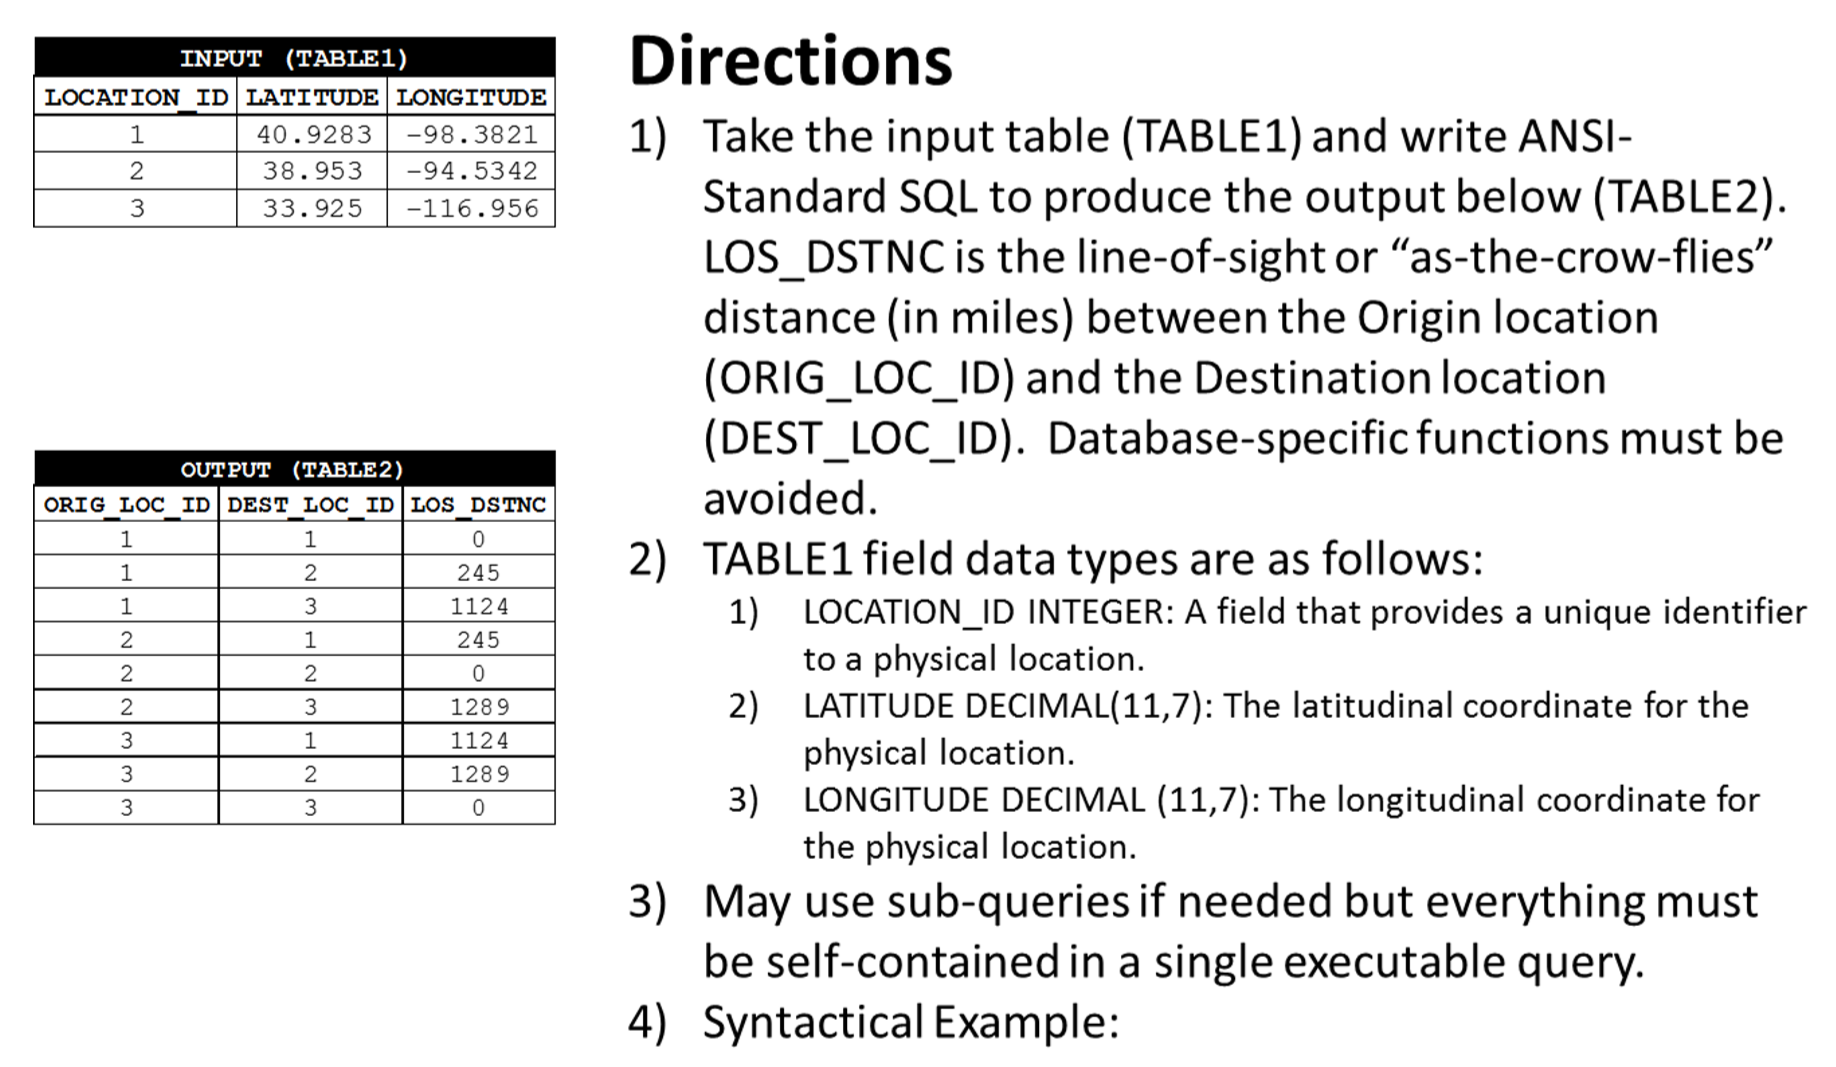 INPUT (TABLE1)
LOCATION_ID LATITUDE LONGITUDE
1 40.9283 -98.3821
2 38.953 -94.5342
3 33.925 -116.956
OUTPUT (TABLE2)
ORIG_LOC_ID DEST_LOC_ID LOS_DSTNC
1 1 0
1 2 245
1 3 1124
2 1 245
2 2 0
2 3 1289
3 1 1124
3 2 1289
3 3 0
Directions
1) Take the input table (TABLE1) and write ANSI-
Standard SQL to produce the output below (TABLE2).
LOS_DSTNC is the line-of-sight or “as-the-crow-flies”
distance (in miles) between the Origin location
(ORIG_LOC_ID) and the Destination location
(DEST_LOC_ID). Database-specific functions must be
avoided.
2) TABLE1 field data types are as follows:
1) LOCATION_ID INTEGER: A field that provides a unique identifier
to a physical location.
2) LATITUDE DECIMAL(11,7): The latitudinal coordinate for the
physical location.
3) LONGITUDE DECIMAL (11,7): The longitudinal coordinate for
the physical location.
3) May use sub-queries if needed but everything must
be self-contained in a single executable query.
4) Syntactical Example: